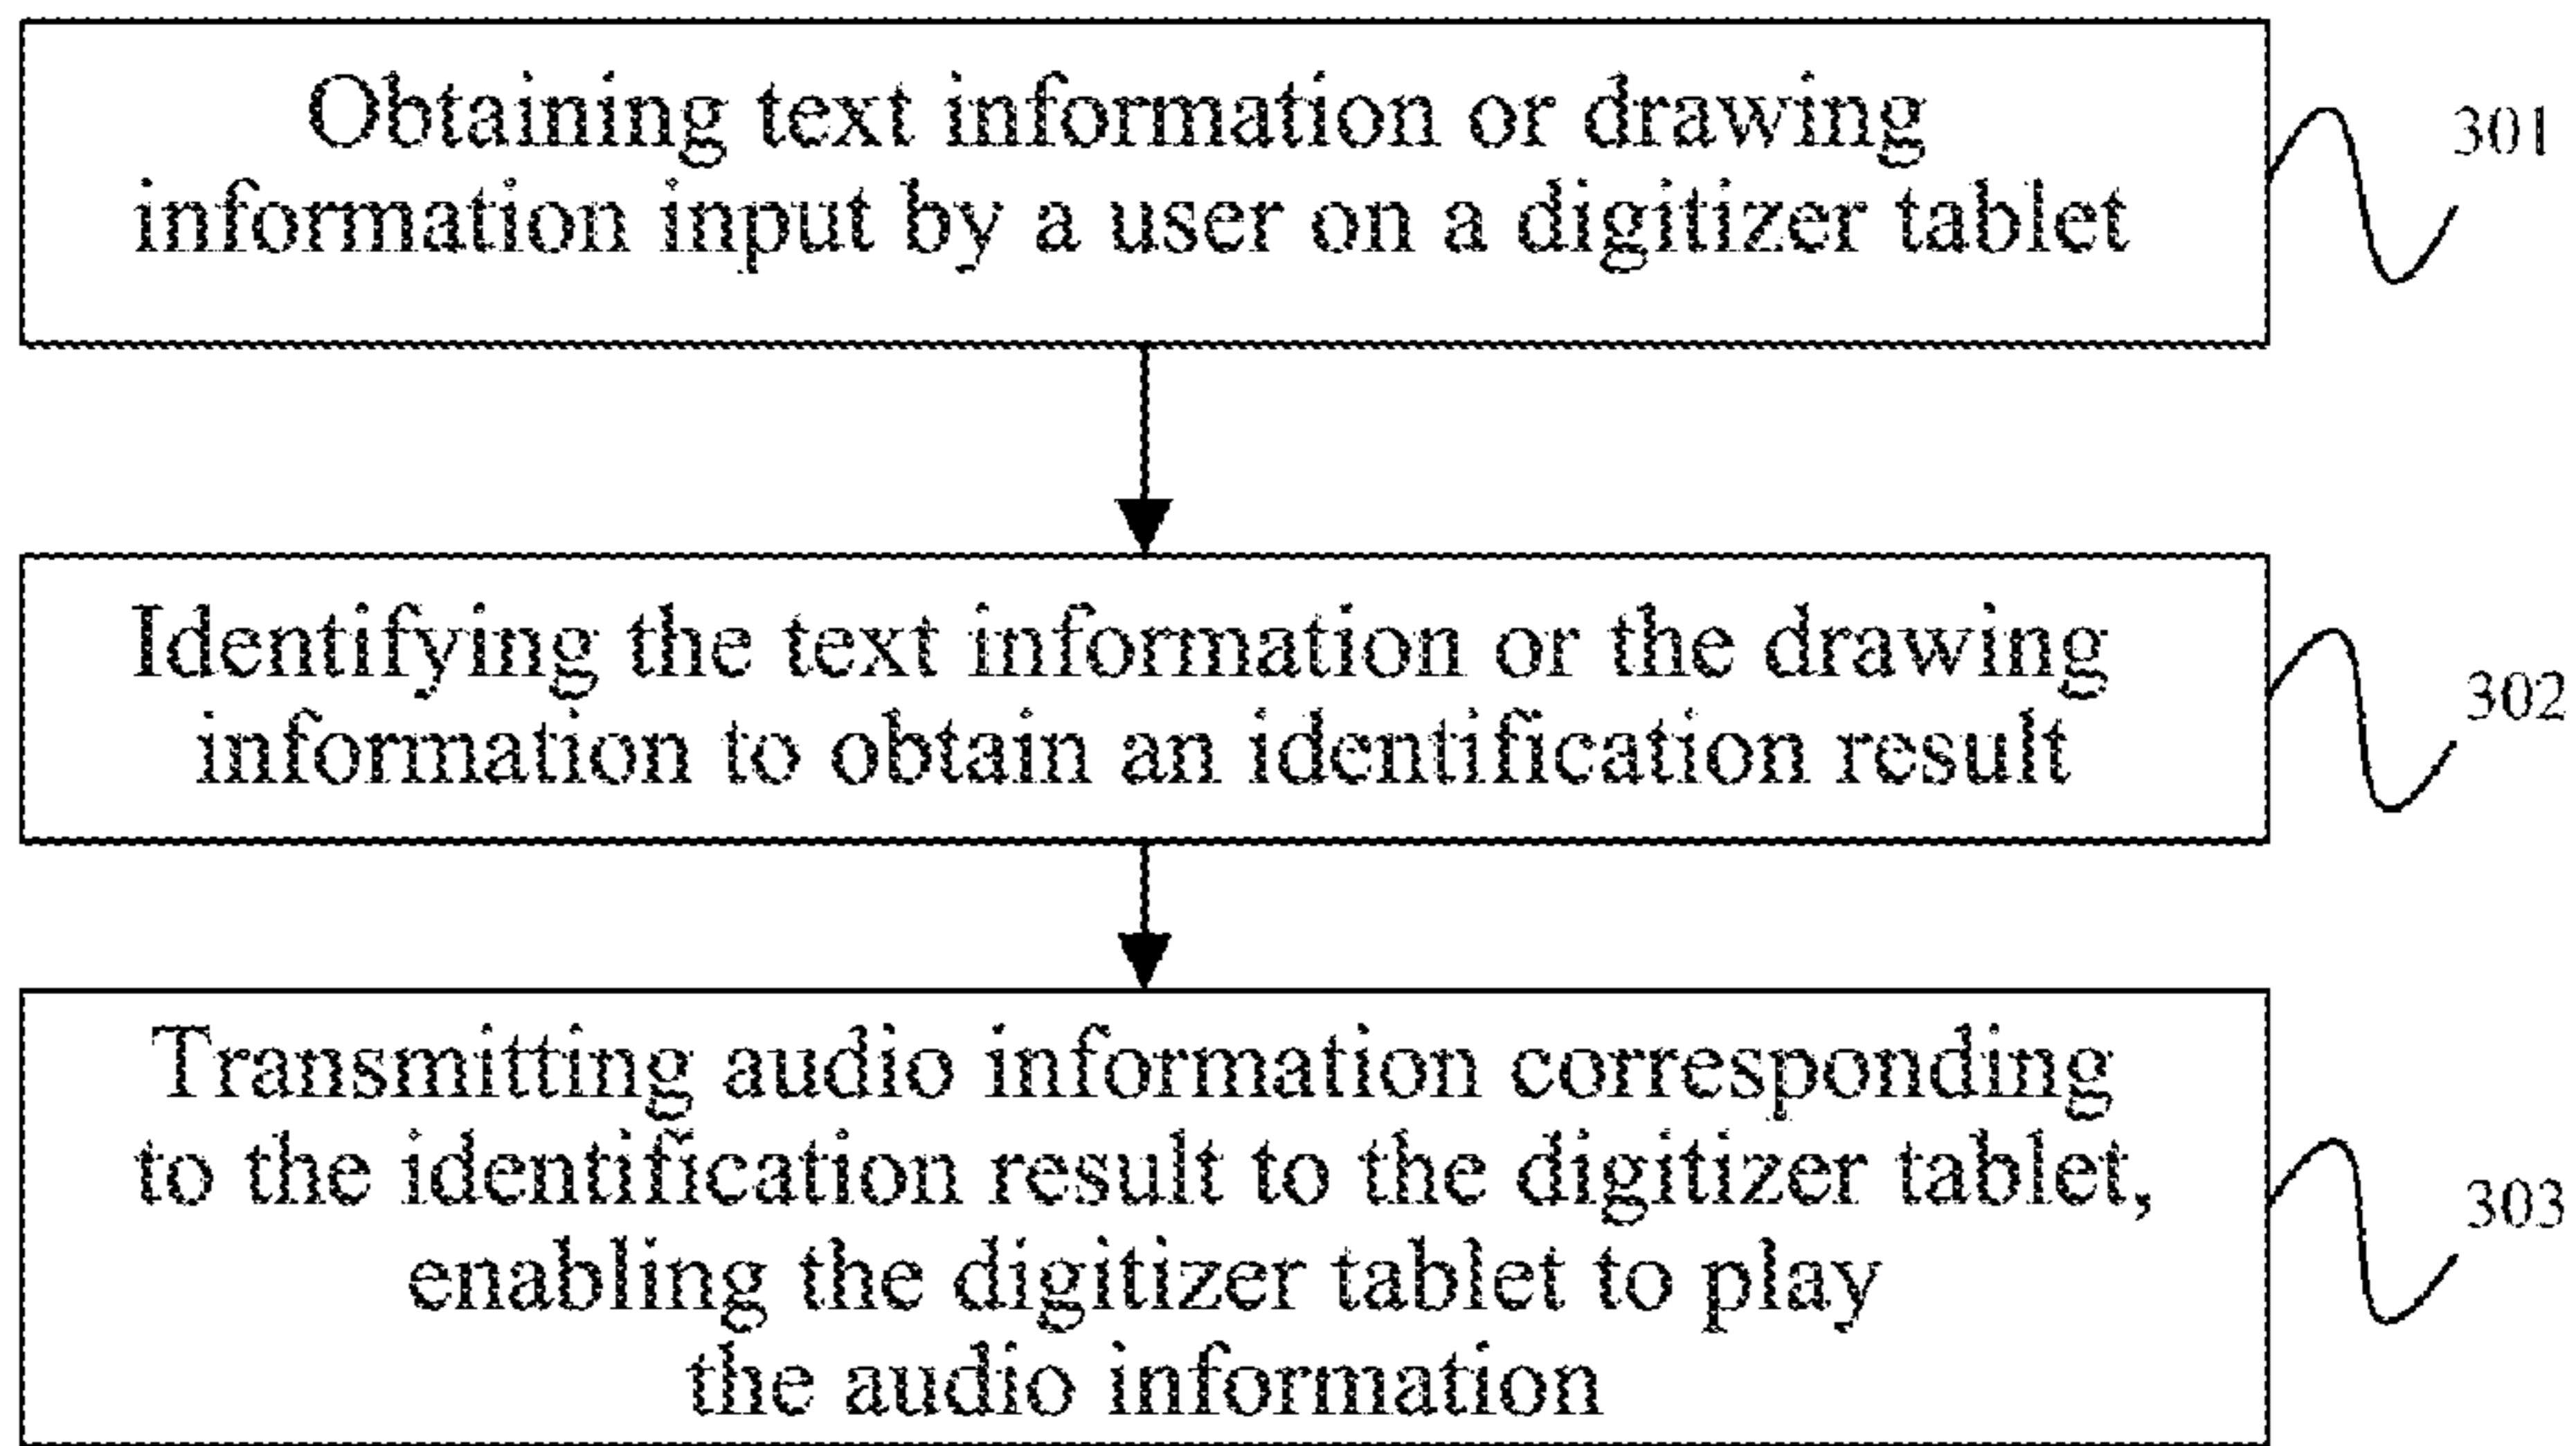 Obtaining text information or drawing
information input by a user on a digitizer tablet
301
Identifying the text information or the drawing
information to obtain an identification result
302
Transmitting audio information corresponding
to the identification result to the digitizer tablet,
enabling the digitizer tablet to play
the audio information
303